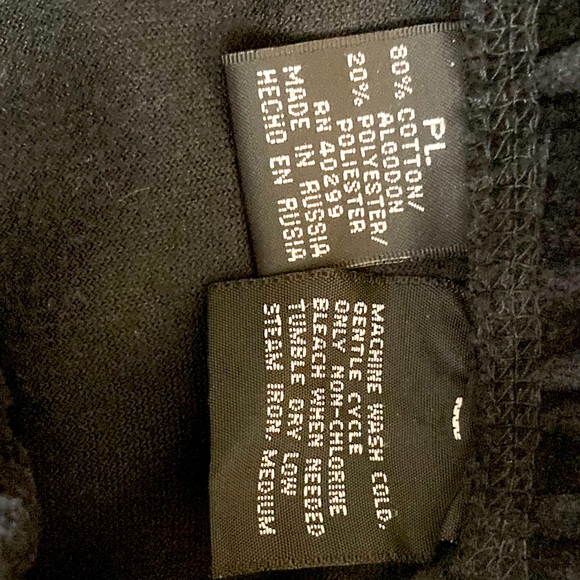 PL.
80% COTTON/
ALGODON
20% POLYESTER/
POLIESTER
RN 40299
MADE IN RUSSIA
HECHO EN RUSIA
MACHINE WASH COLD,
GENTLE CYCLE
ONLY NON-CHLORINE
BLEACH WHEN NEEDED
TUMBLE DRY LOW
STEAM IRON, MEDIUM